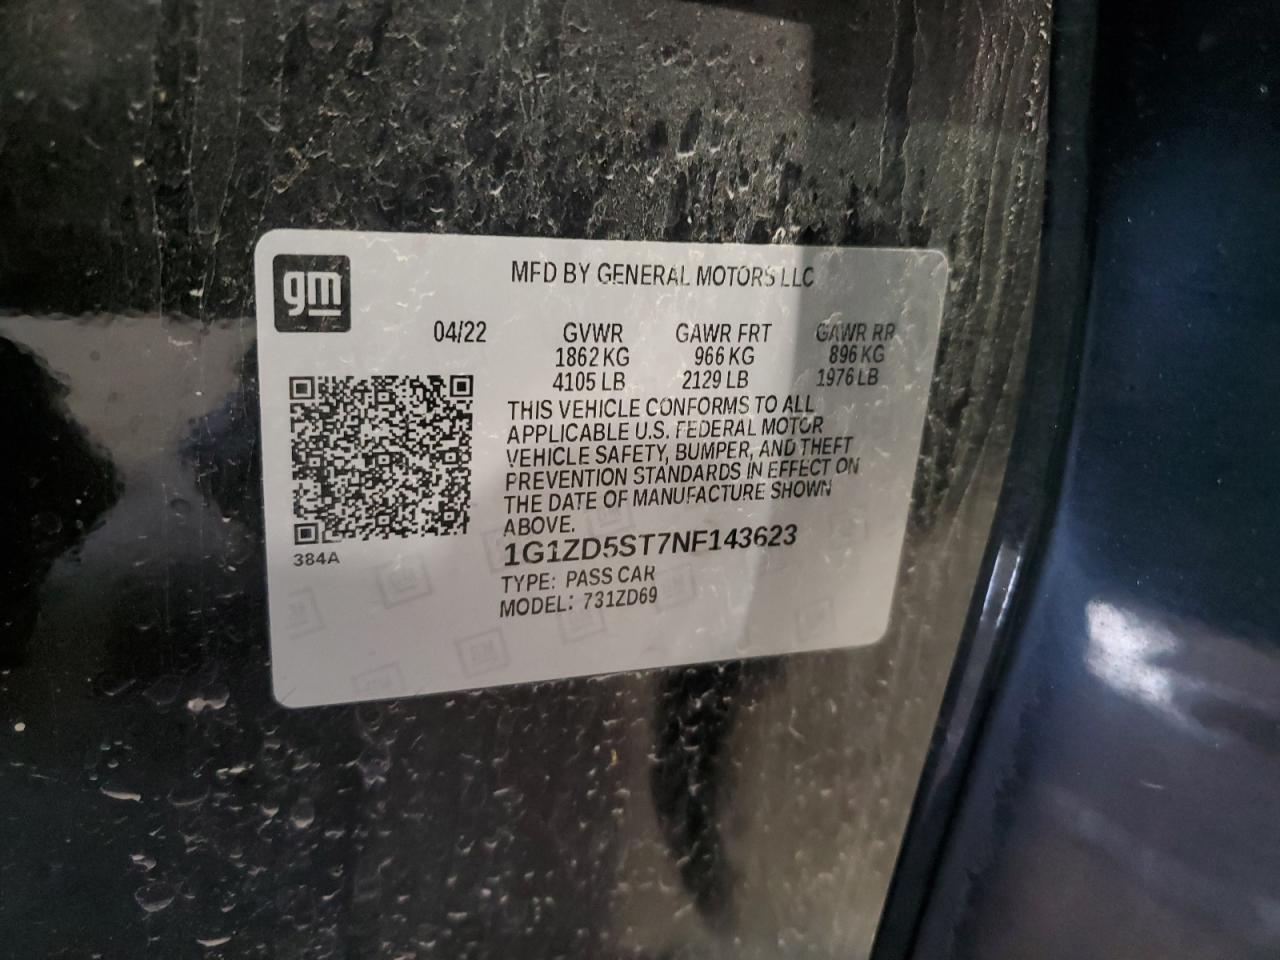 gm
MFD BY GENERAL MOTORS LLC
04/22 GVWR GAWR FRT GAWR RR
1862 KG 966 KG 896 KG
4105 LB 2129 LB 1976 LB
THIS VEHICLE CONFORMS TO ALL
APPLICABLE U.S. FEDERAL MOTOR
VEHICLE SAFETY, BUMPER, AND THEFT
PREVENTION STANDARDS IN EFFECT ON
THE DATE OF MANUFACTURE SHOWN
ABOVE.
384A
1G1ZD5ST7NF143623
TYPE: PASS CAR
MODEL: 731ZD69